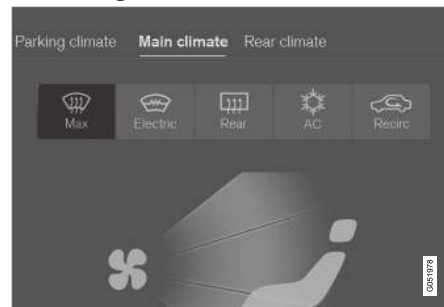 Parking climate Main climate Rear climate
Max Electric Rear AC Recirc
G051978